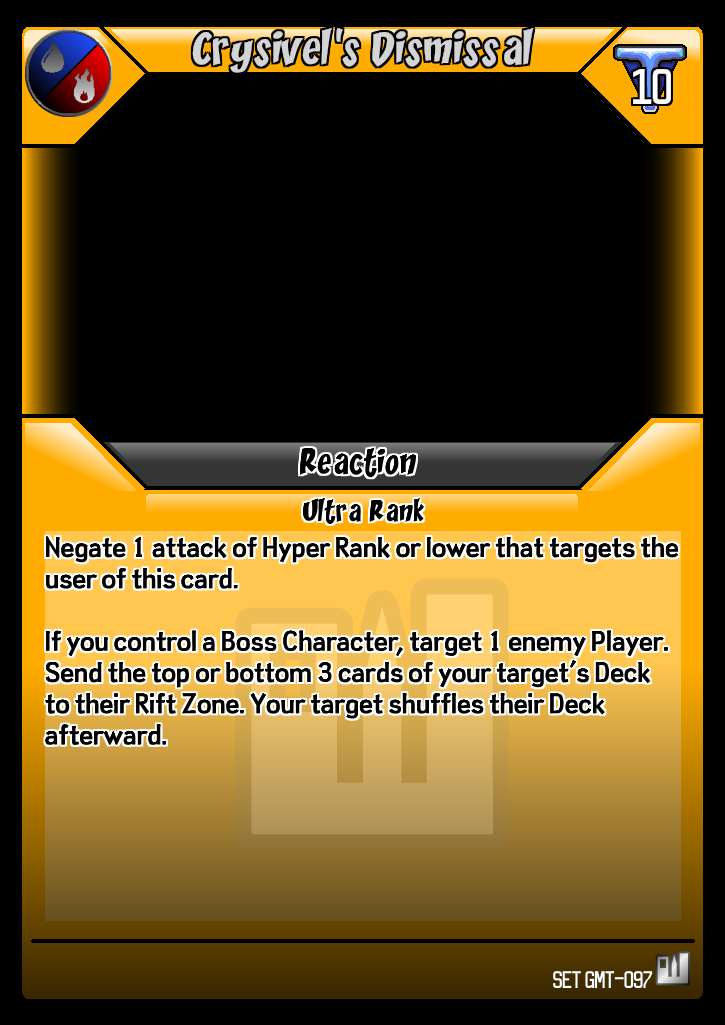 Crysivel's Dismissal
10
Reaction
Ultra Rank
Negate 1 attack of Hyper Rank or lower that targets the
user of this card.
If you control a Boss Character, target 1 enemy Player.
Send the top or bottom 3 cards of your target's Deck
to their Rift Zone. Your target shuffles their Deck
afterward.
SET GMT-097